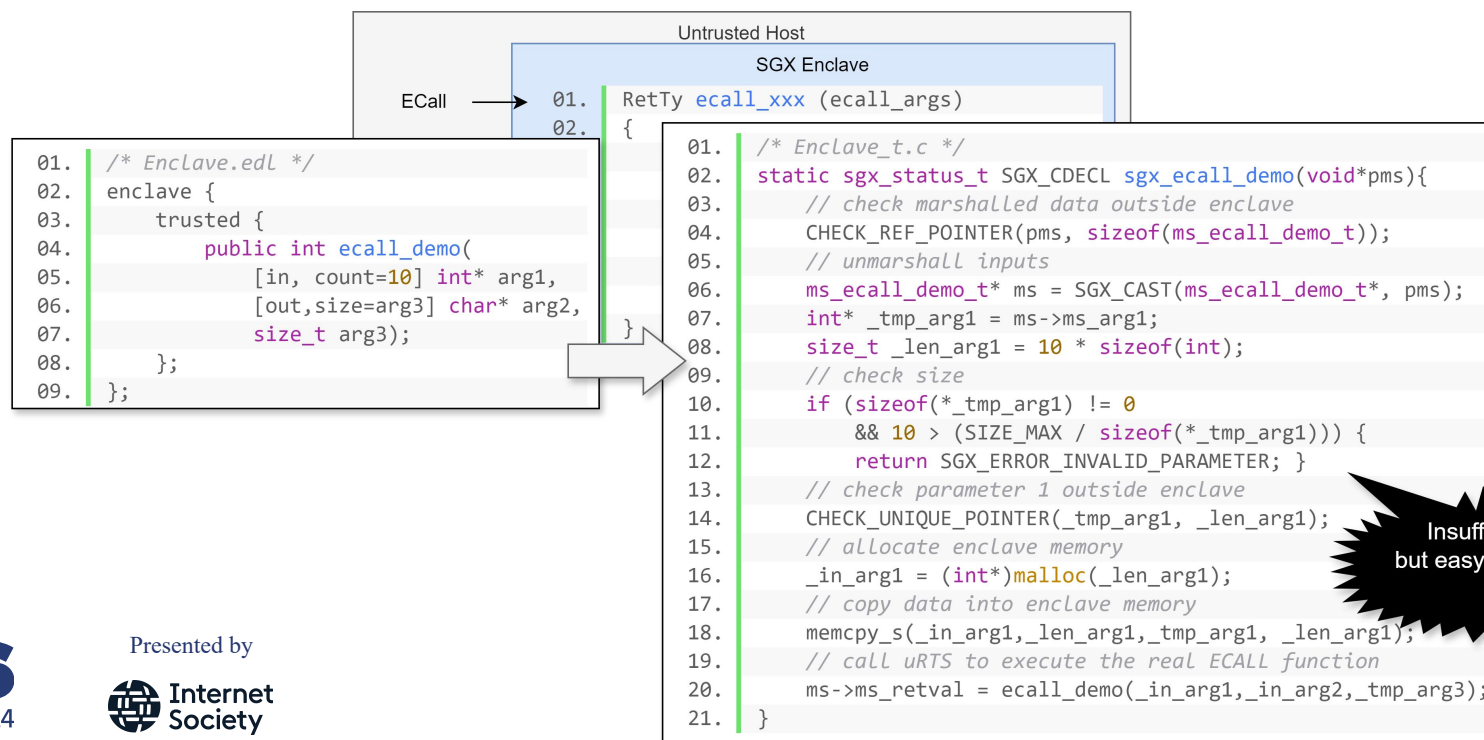 Untrusted Host
SGX Enclave
ECall
01. RetTy ecall_xxx (ecall_args)
02. {
}
01. /* Enclave.edl */
02. enclave {
03.     trusted {
04.         public int ecall_demo(
05.             [in, count=10] int* arg1,
06.             [out,size=arg3] char* arg2,
07.             size_t arg3);
08.     };
09. };
01. /* Enclave_t.c */
02. static sgx_status_t SGX_CDECL sgx_ecall_demo(void*pms){
03.     // check marshalled data outside enclave
04.     CHECK_REF_POINTER(pms, sizeof(ms_ecall_demo_t));
05.     // unmarshall inputs
06.     ms_ecall_demo_t* ms = SGX_CAST(ms_ecall_demo_t*, pms);
07.     int* _tmp_arg1 = ms->ms_arg1;
08.     size_t _len_arg1 = 10 * sizeof(int);
09.     // check size
10.     if (sizeof(*_tmp_arg1) != 0
11.         && 10 > (SIZE_MAX / sizeof(*_tmp_arg1))) {
12.         return SGX_ERROR_INVALID_PARAMETER; }
13.     // check parameter 1 outside enclave
14.     CHECK_UNIQUE_POINTER(_tmp_arg1, _len_arg1);
15.     // allocate enclave memory
16.     _in_arg1 = (int*)malloc(_len_arg1);
17.     // copy data into enclave memory
18.     memcpy_s(_in_arg1,_len_arg1,_tmp_arg1, _len_arg1);
19.     // call uRTS to execute the real ECALL function
20.     ms->ms_retval = ecall_demo(_in_arg1,_in_arg2,_tmp_arg3);
21. }
but easy
Presented by
Internet
Society